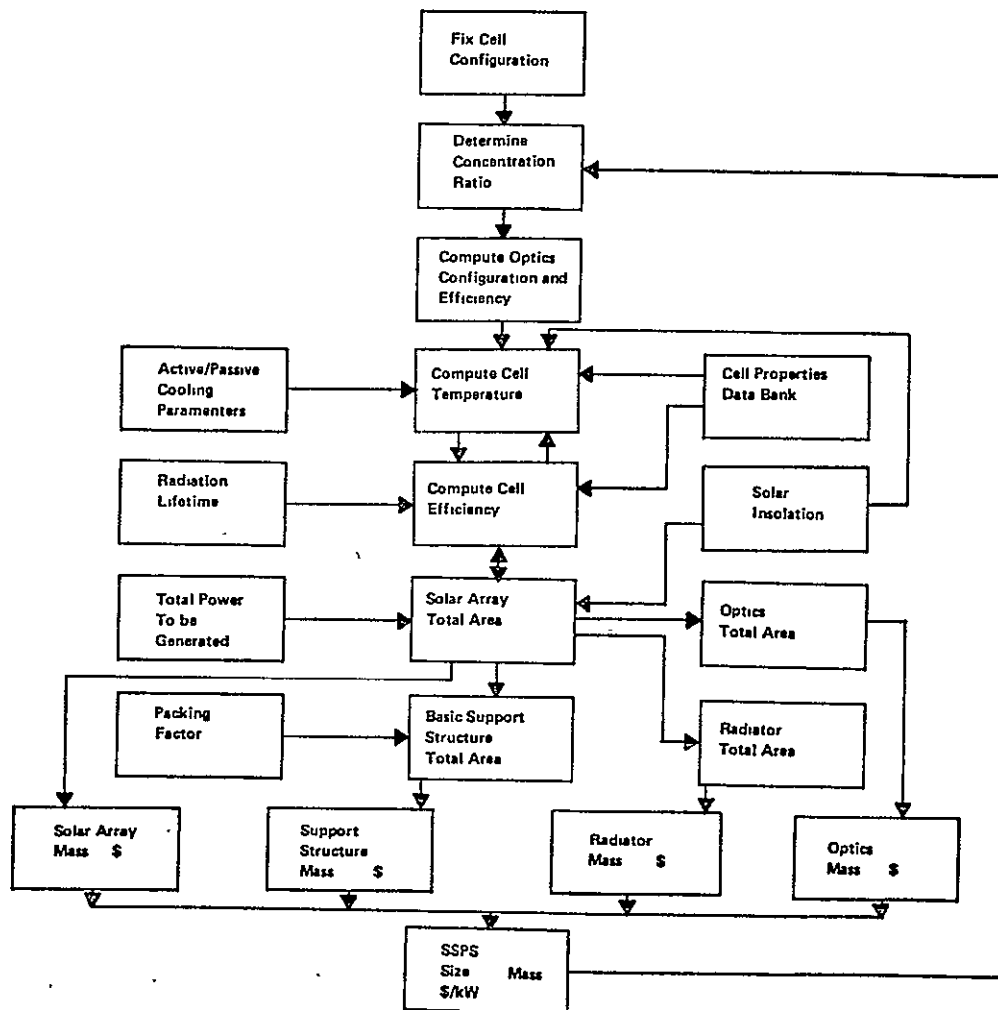 Fix Cell
Configuration
Determine
Concentration
Ratio
Compute Optics
Configuration and
Efficiency
Active/Passive
Cooling
Paramenters
Compute Cell
Temperature
Cell Properties
Data Bank
Radiation
Lifetime
Compute Cell
Efficiency
Solar
Insolation
Total Power
To be
Generated
Solar Array
Total Area
Optics
Total Area
Packing
Factor
Basic Support
Structure
Total Area
Radiator
Total Area
Solar Array
Mass $
Support
Structure
Mass $
Radiator
Mass $
Optics
Mass $
SSPS
Size Mass
$/kW